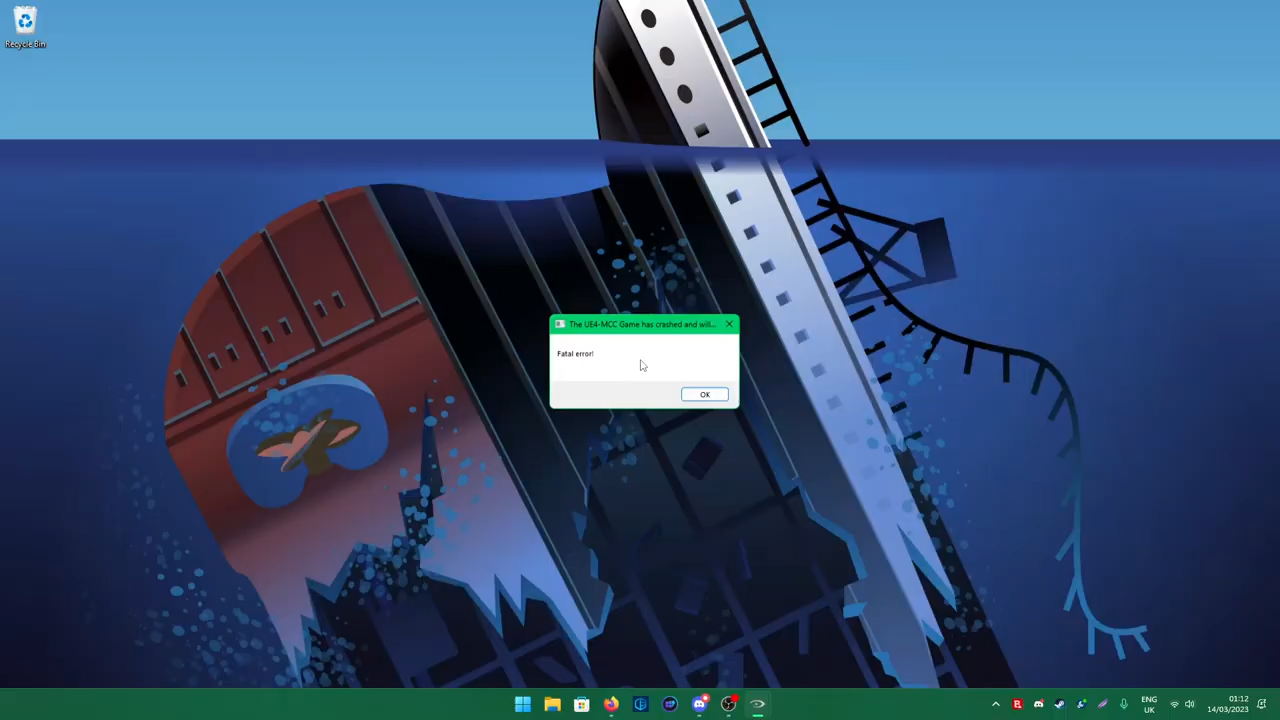 Recycle Bin
The UE4-MCC Game has crashed and will...
Fatal error!
OK
ENG
UK
01:12
14/03/2023